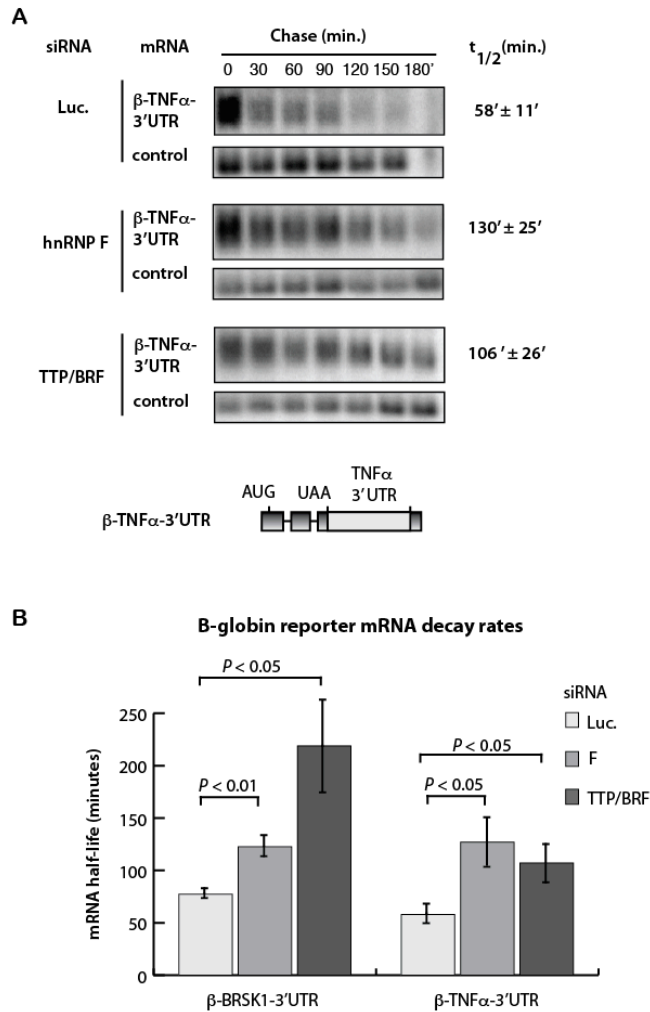 A
siRNA mRNA Chase (min.) t1/2(min.)
0 30 60 90 120 150 180'
Luc. β-TNFα-3'UTR 58' ± 11'
control
hnRNP F β-TNFα-3'UTR 130' ± 25'
control
TTP/BRF β-TNFα-3'UTR 106 ' ± 26'
control
AUG UAA TNFα 3' UTR
β-TNFα-3'UTR
B
B-globin reporter mRNA decay rates
P < 0.05
siRNA
Luc.
F
TTP/BRF
P < 0.01
P < 0.05
P < 0.05
mRNA half-life (minutes)
250
200
150
100
50
0
β-BRSK1-3'UTR β-TNFα-3'UTR